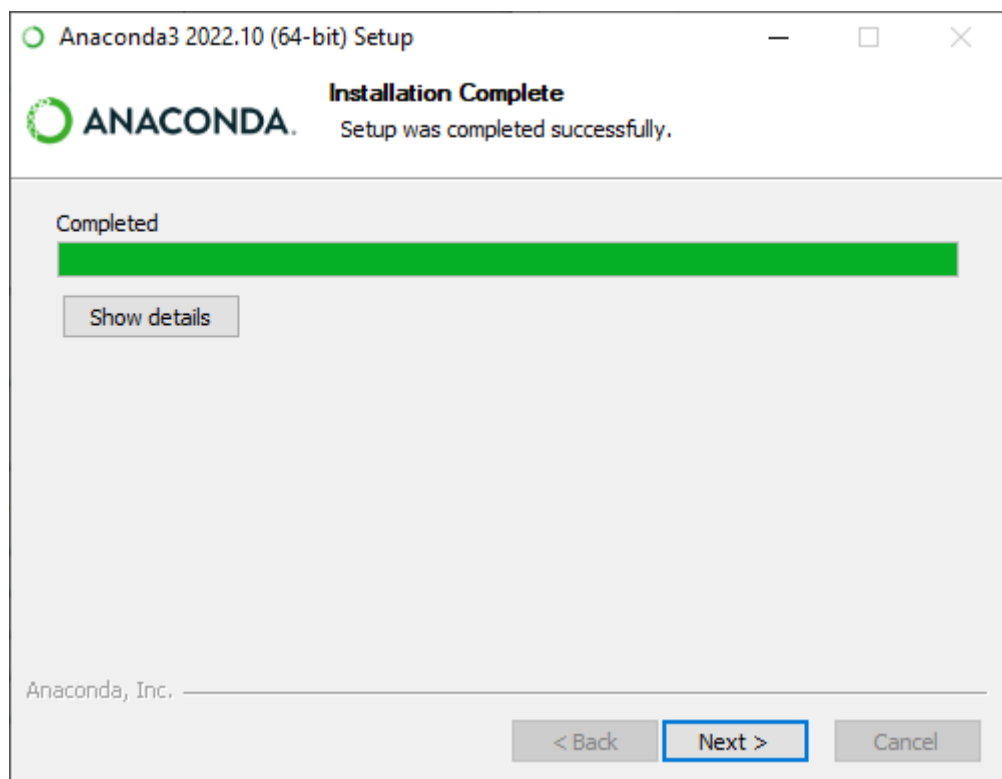 Anaconda3 2022.10 (64-bit) Setup
ANACONDA.
Installation Complete
Setup was completed successfully.
Completed
Show details
Anaconda, Inc.
< Back
Next >
Cancel